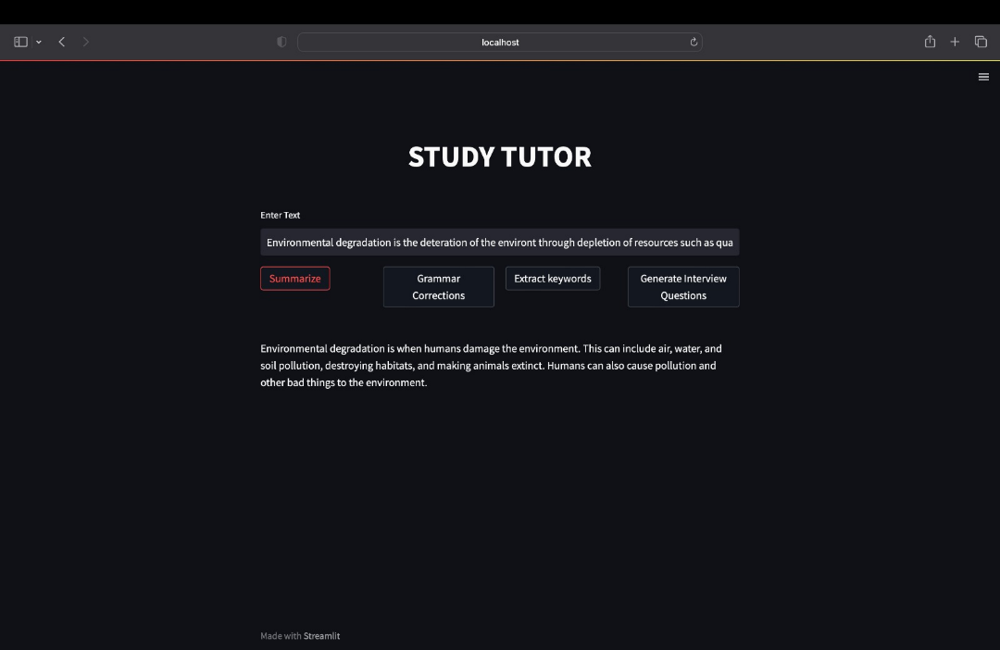 localhost
STUDY TUTOR
Enter Text
Environmental degradation is the deteration of the environt through depletion of resources such as qua
Summarize
Grammar
Corrections
Extract keywords
Generate Interview
Questions
Environmental degradation is when humans damage the environment. This can include air, water, and
soil pollution, destroying habitats, and making animals extinct. Humans can also cause pollution and
other bad things to the environment.
Made with Streamlit